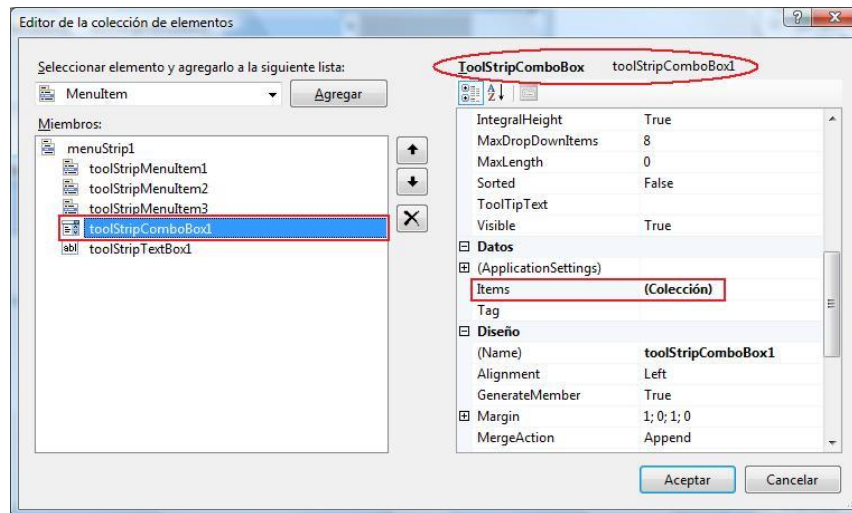 Editor de la colección de elementos
Seleccionar elemento y agregarlo a la siguiente lista:
MenuItem
Agregar
Miembros:
menuStrip1
toolStripMenuItem1
toolStripMenuItem2
toolStripMenuItem3
toolStripComboBox1
abl toolStripTextBox1
ToolStripComboBox toolStripComboBox1
IntegralHeight True
MaxDropDownItems 8
MaxLength 0
Sorted False
ToolTipText
Visible True
Datos
(ApplicationSettings)
Items (Colección)
Tag
Diseño
(Name) toolStripComboBox1
Alignment Left
GenerateMember True
Margin 1; 0; 1; 0
MergeAction Append
Aceptar Cancelar